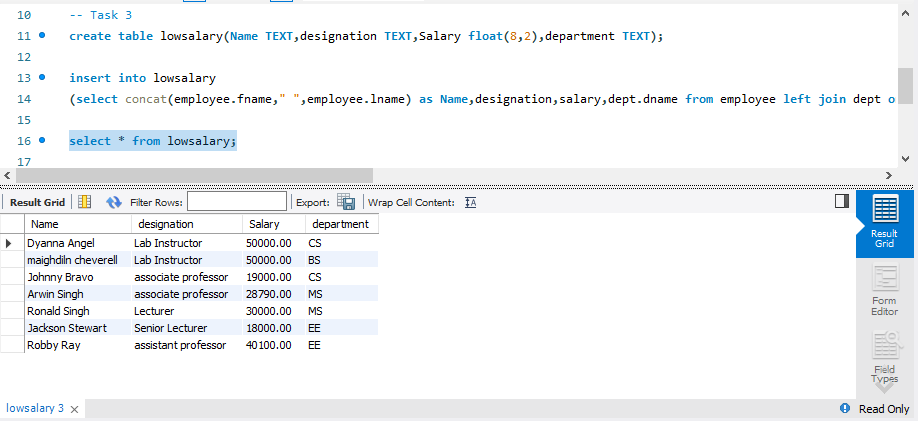 10 -- Task 3
11 create table lowsalary(Name TEXT,designation TEXT,Salary float(8,2),department TEXT);
12
13 insert into lowsalary
14 (select concat(employee.fname," ",employee.lname) as Name,designation,salary,dept.dname from employee left join dept o
15
16 select * from lowsalary;
17
Result Grid Filter Rows: Export: Wrap Cell Content: IA
Name designation Salary department
Dyanna Angel Lab Instructor 50000.00 CS
maighdiln cheverell Lab Instructor 50000.00 BS
Johnny Bravo associate professor 19000.00 CS
Arwin Singh associate professor 28790.00 MS
Ronald Singh Lecturer 30000.00 MS
Jackson Stewart Senior Lecturer 18000.00 EE
Robby Ray assistant professor 40100.00 EE
Result
Grid
Form
Editor
Field
Types
lowsalary 3
Read Only